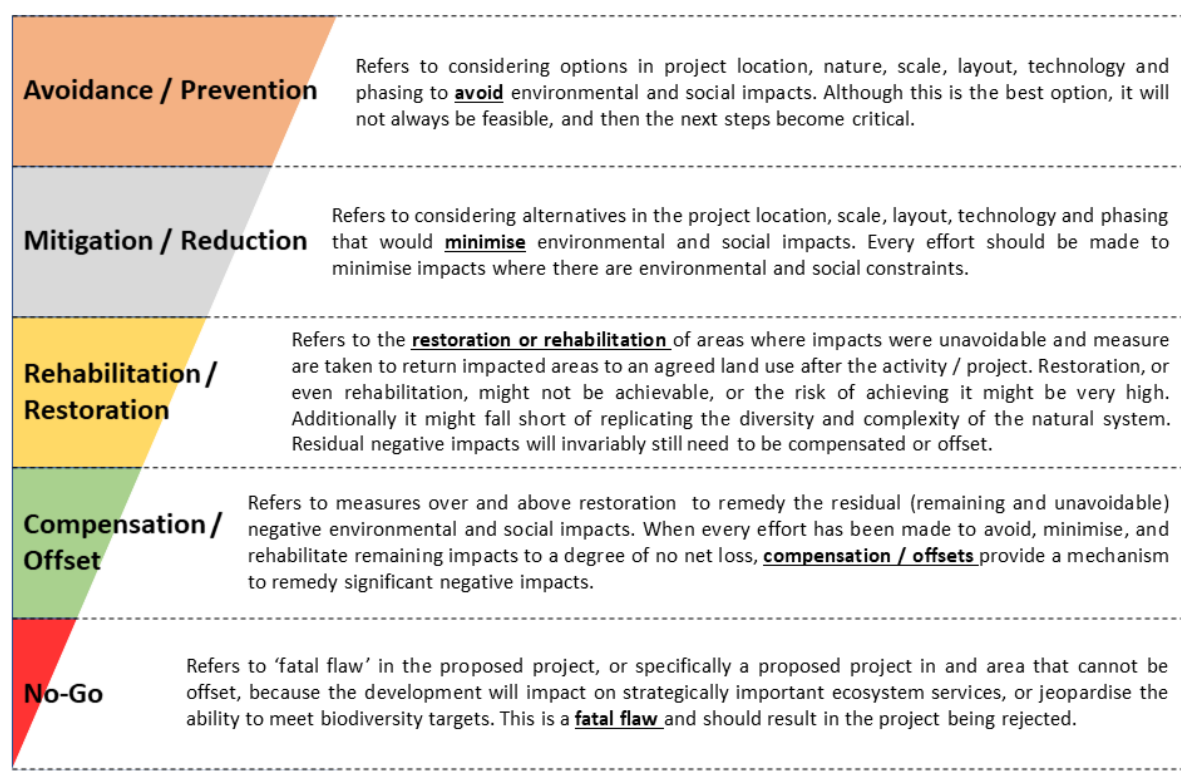 Avoidance / Prevention
Refers to considering options in project location, nature, scale, layout, technology and
phasing to avoid environmental and social impacts. Although this is the best option, it will
not always be feasible, and then the next steps become critical.
Mitigation / Reduction
Refers to considering alternatives in the project location, scale, layout, technology and phasing
that would minimise environmental and social impacts. Every effort should be made to
minimise impacts where there are environmental and social constraints.
Rehabilitation /
Restoration
Refers to the restoration or rehabilitation of areas where impacts were unavoidable and measure
are taken to return impacted areas to an agreed land use after the activity / project. Restoration, or
even rehabilitation, might not be achievable, or the risk of achieving it might be very high.
Additionally it might fall short of replicating the diversity and complexity of the natural system.
Residual negative impacts will invariably still need to be compensated or offset.
Compensation /
Offset
Refers to measures over and above restoration to remedy the residual (remaining and unavoidable)
negative environmental and social impacts. When every effort has been made to avoid, minimise, and
rehabilitate remaining impacts to a degree of no net loss, compensation / offsets provide a mechanism
to remedy significant negative impacts.
No-Go
Refers to ‘fatal flaw’ in the proposed project, or specifically a proposed project in and area that cannot be
offset, because the development will impact on strategically important ecosystem services, or jeopardise the
ability to meet biodiversity targets. This is a fatal flaw and should result in the project being rejected.